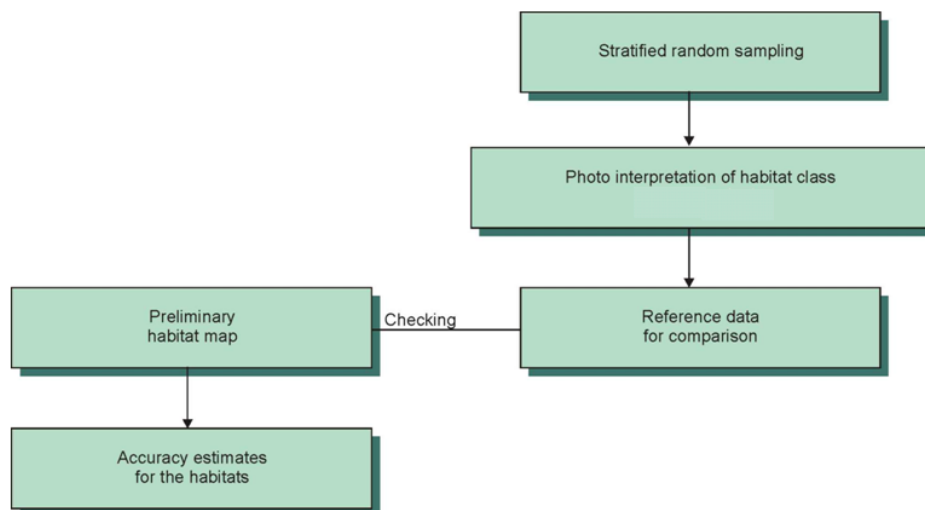 Stratified random sampling
Photo interpretation of habitat class
Preliminary
habitat map
Checking
Reference data
for comparison
Accuracy estimates
for the habitats